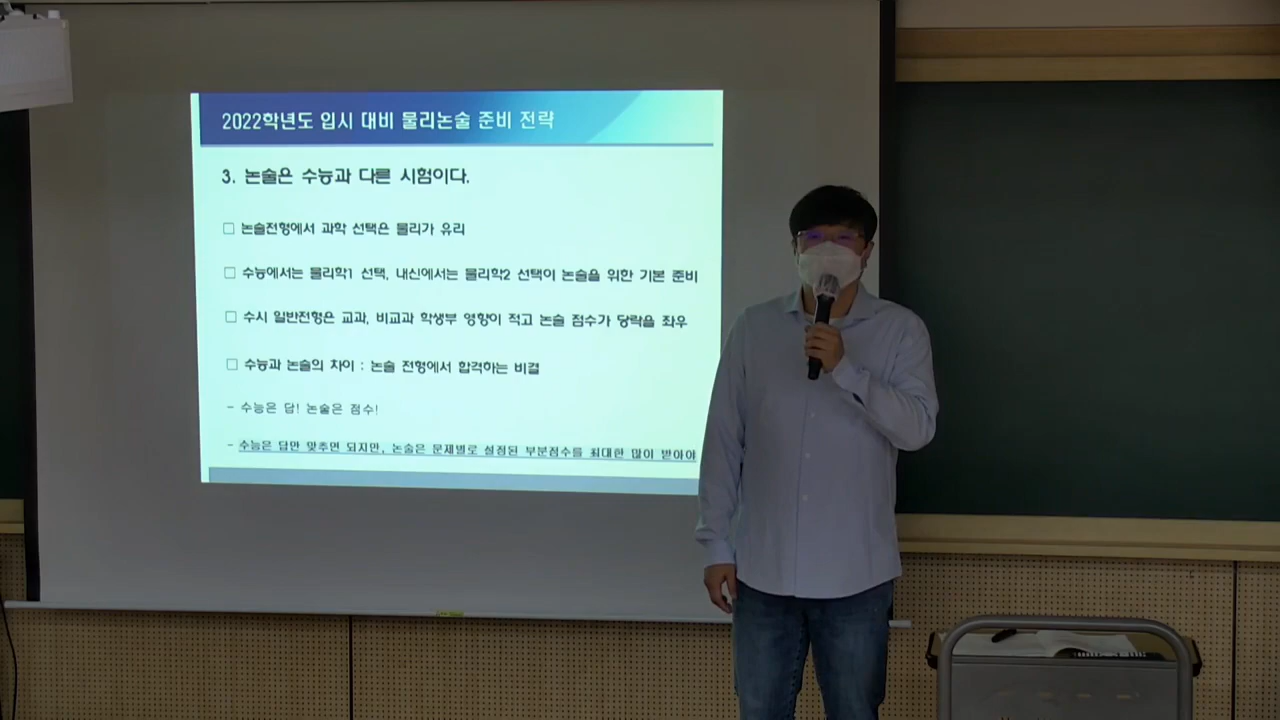 2022학년도 입시 대비 물리논술 준비 전략
3. 논술은 수능과 다른 시험이다.
□ 논술전형에서 과학 선택은 물리가 유리
□ 수능에서는 물리학1 선택, 내신에서는 물리학2 선택이 논술을 위한 기본 준비
□ 수시 일반전형은 교과, 비교과 학생부 영향이 적고 논술 점수가 당락을 좌우
□ 수능과 논술의 차이 : 논술 전형에서 합격하는 비결
- 수능은 답! 논술은 점수!
- 수능은 답만 맞추면 되지만, 논술은 문제별로 설정된 부분점수를 최대한 많이 받아야